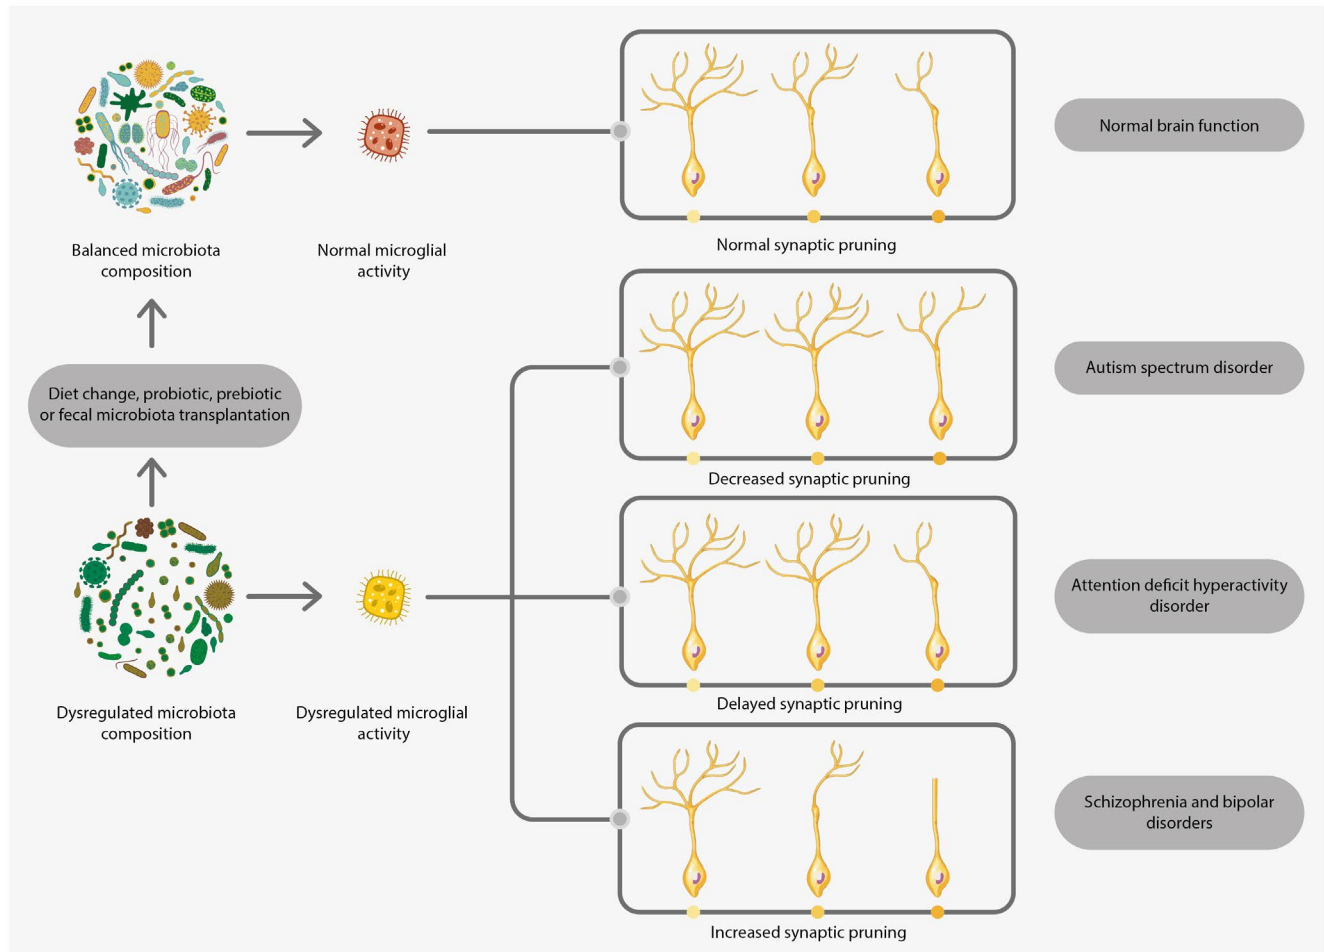 Balanced microbiota
composition
Normal microglial
activity
Normal synaptic pruning
Normal brain function
Diet change, probiotic, prebiotic
or fecal microbiota transplantation
Decreased synaptic pruning
Autism spectrum disorder
Dysregulated microbiota
composition
Dysregulated microglial
activity
Delayed synaptic pruning
Attention deficit hyperactivity
disorder
Increased synaptic pruning
Schizophrenia and bipolar
disorders